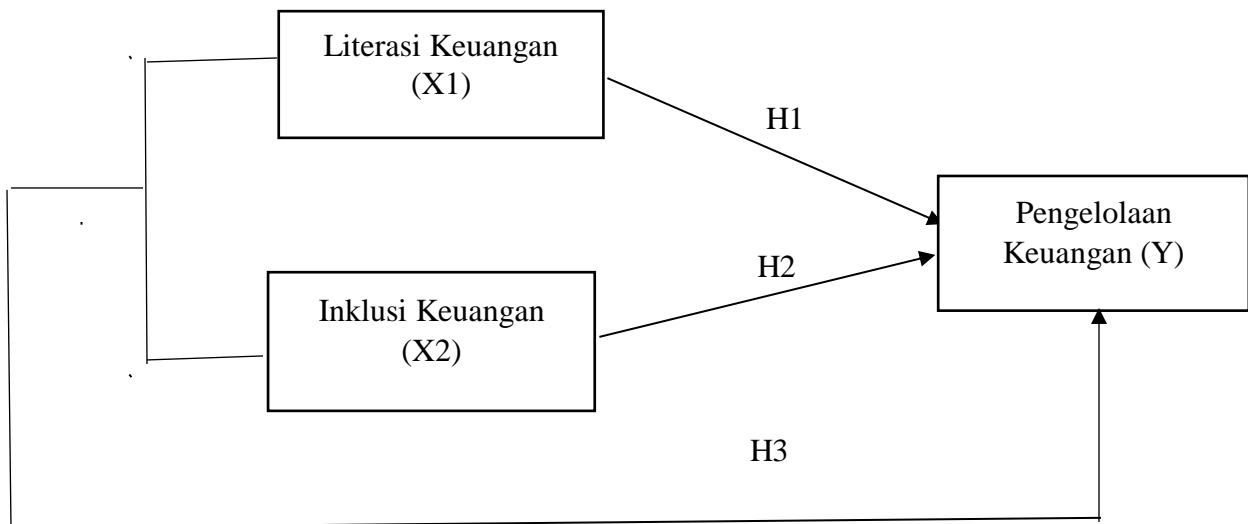 Literasi Keuangan
(X1)
H1
Pengelolaan
Keuangan (Y)
H2
Inklusi Keuangan
(X2)
H3